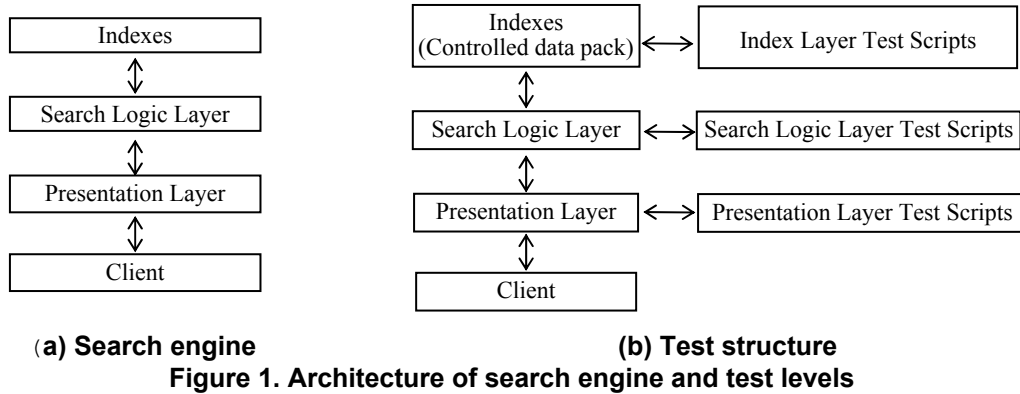 Indexes
Search Logic Layer
Presentation Layer
Client
(a) Search engine
Indexes
(Controlled data pack)
Index Layer Test Scripts
Search Logic Layer
Search Logic Layer Test Scripts
Presentation Layer
Presentation Layer Test Scripts
Client
(b) Test structure
Figure 1. Architecture of search engine and test levels